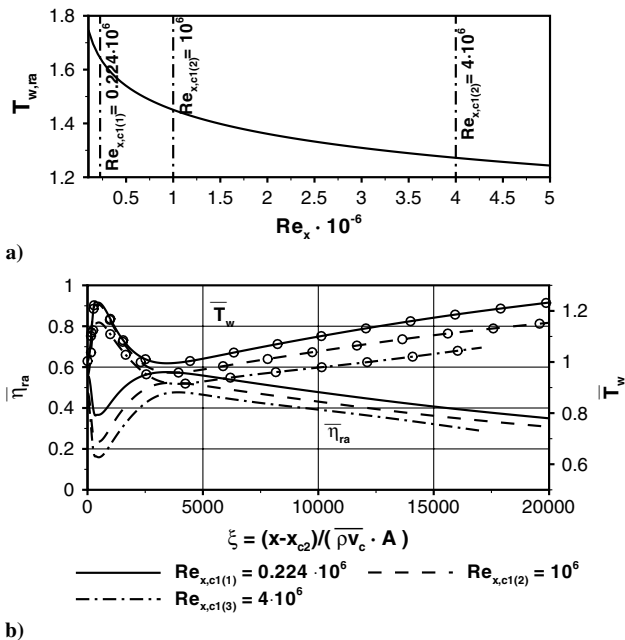 1.8
1.6
1.4
1.2
T_w,ra
Re_x,c1(1) = 0.224·10^6
Re_x,c1(2) = 10^6
Re_x,c1(2) = 4·10^6
0.5 1 1.5 2 2.5 3 3.5 4 4.5 5
Re_x · 10^-6
a)
1
0.8
0.6
0.4
0.2
0
η̅_ra
T̅_w
η̅_ra
1.2
1
0.8
0.6
T̅_w
0 5000 10000 15000 20000
ξ = (x-x_c2)/( ρv̅_c · A )
Re_x,c1(1) = 0.224 ·10^6
Re_x,c1(2) = 10^6
Re_x,c1(3) = 4·10^6
b)